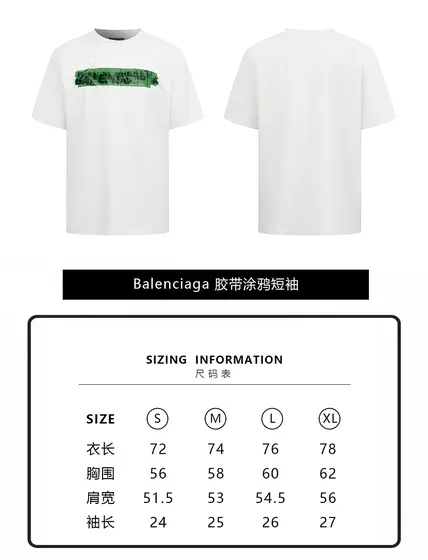 Balenciaga 胶带涂鸦短袖
SIZING INFORMATION
尺码表
SIZE S M L XL
衣长 72 74 76 78
胸围 56 58 60 62
肩宽 51.5 53 54.5 56
袖长 24 25 26 27